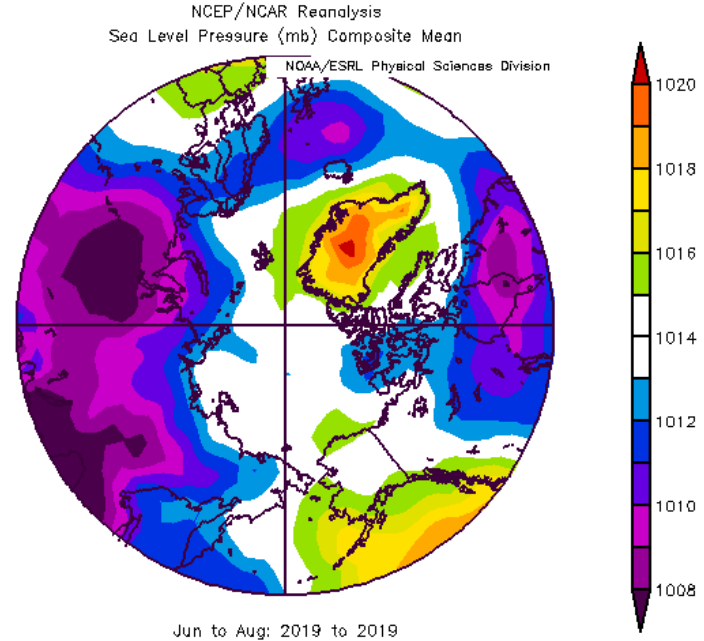 NCEP/NCAR Reanalysis
Sea Level Pressure (mb) Composite Mean
NOAA/ESRL Physical Sciences Division
1020
1018
1016
1014
1012
1010
1008
Jun to Aug: 2019 to 2019